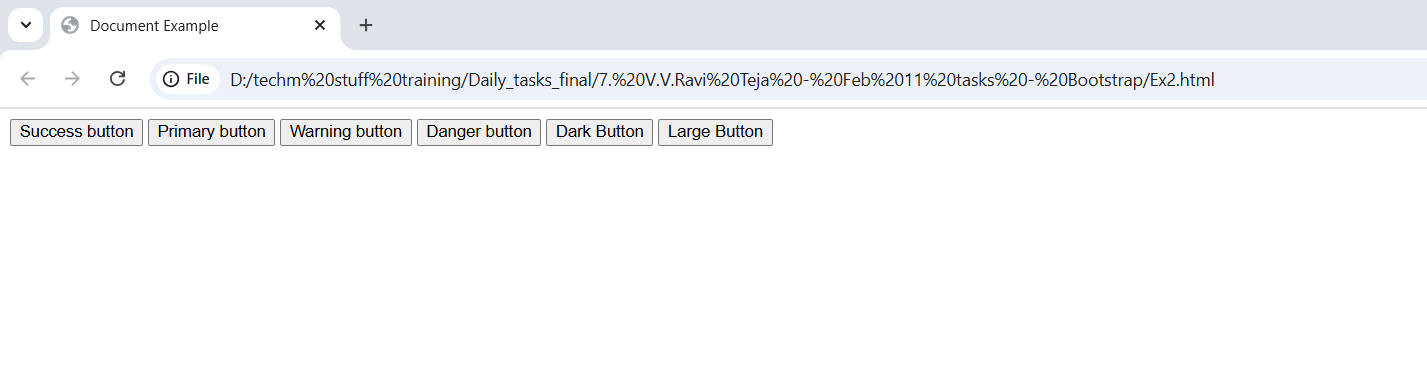 Document Example
File D:/techm%20stuff%20training/Daily_tasks_final/7.%20V.V.Ravi%20Teja%20-%20Feb%2011%20tasks%20-%20Bootstrap/Ex2.html
Success button Primary button Warning button Danger button Dark Button Large Button